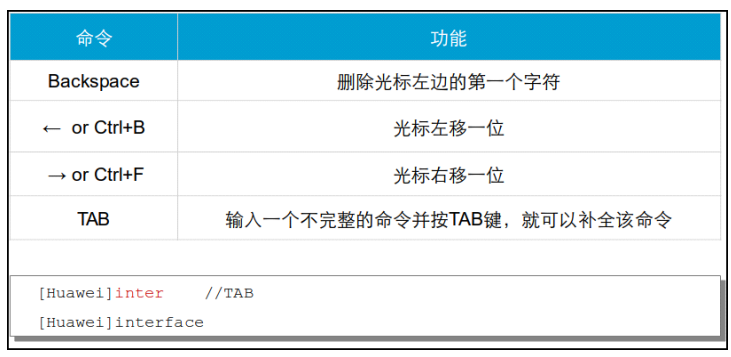 命令 功能
Backspace 删除光标左边的第一个字符
← or Ctrl+B 光标左移一位
→ or Ctrl+F 光标右移一位
TAB 输入一个不完整的命令并按TAB键，就可以补全该命令
[Huawei]inter //TAB
[Huawei]interface